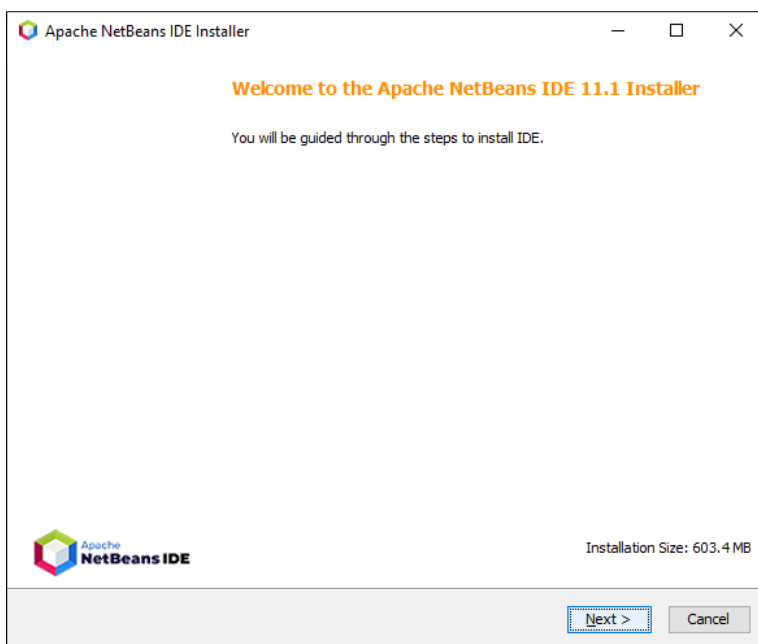 Apache NetBeans IDE Installer
Welcome to the Apache NetBeans IDE 11.1 Installer
You will be guided through the steps to install IDE.
Apache
NetBeans IDE
Installation Size: 603.4 MB
Next >
Cancel